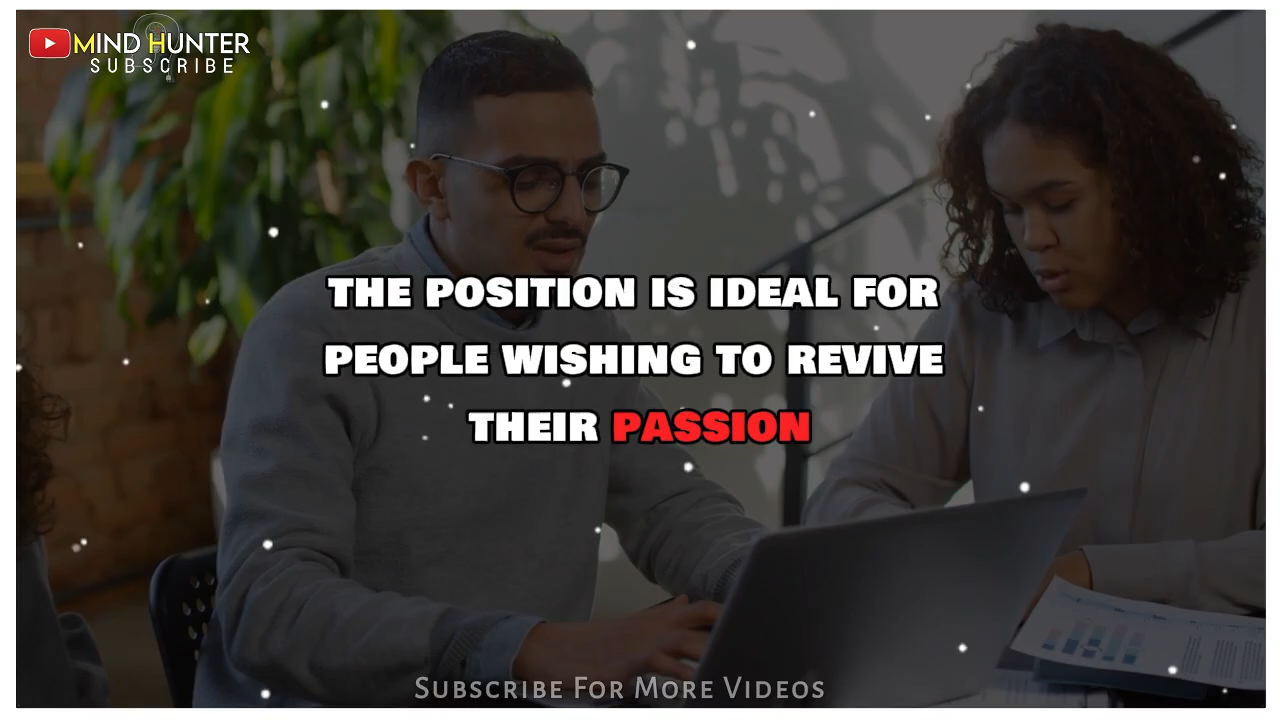 MIND HUNTER
SUBSCRIBE
THE POSITION IS IDEAL FOR
PEOPLE WISHING TO REVIVE
THEIR PASSION
SUBSCRIBE FOR MORE VIDEOS